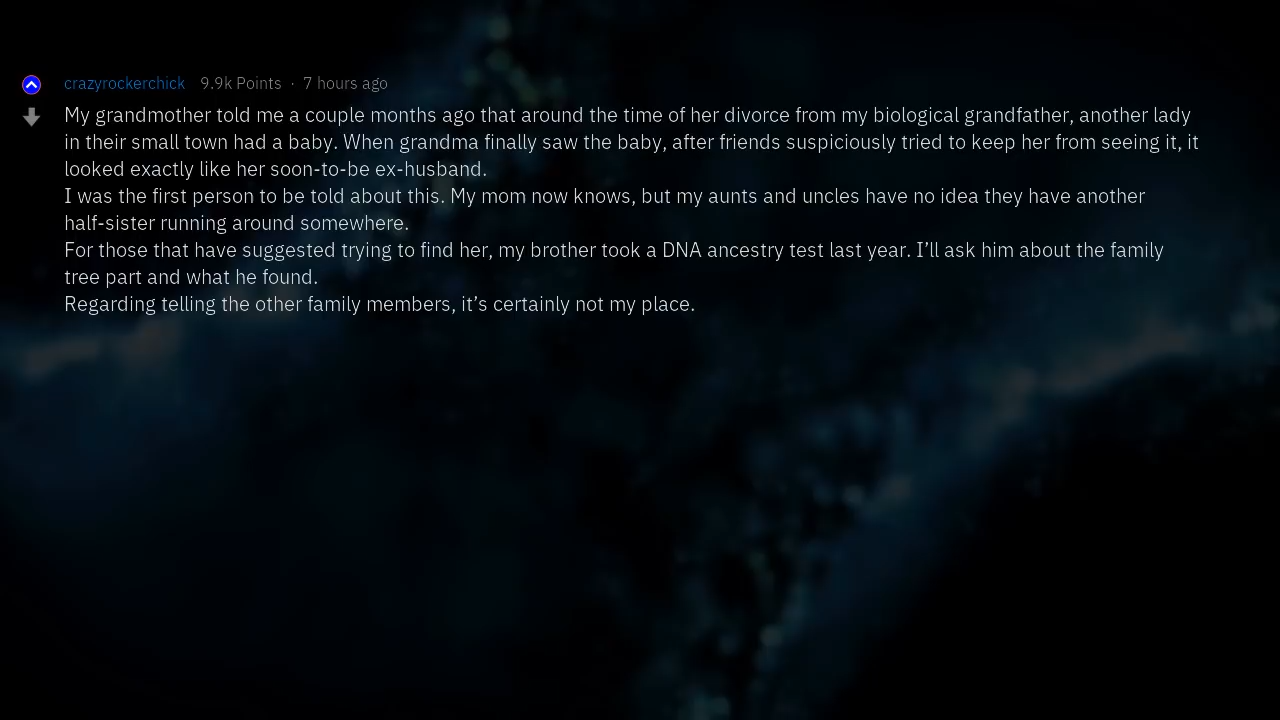 crazyrockerchick 9.9k Points · 7 hours ago
My grandmother told me a couple months ago that around the time of her divorce from my biological grandfather, another lady
in their small town had a baby. When grandma finally saw the baby, after friends suspiciously tried to keep her from seeing it, it
looked exactly like her soon-to-be ex-husband.
I was the first person to be told about this. My mom now knows, but my aunts and uncles have no idea they have another
half-sister running around somewhere.
For those that have suggested trying to find her, my brother took a DNA ancestry test last year. I’ll ask him about the family
tree part and what he found.
Regarding telling the other family members, it’s certainly not my place.